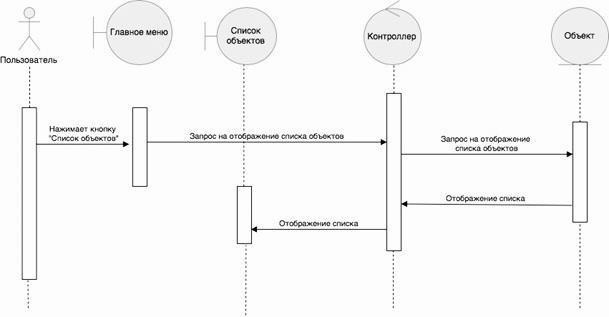 Пользователь
Главное меню
Список
объектов
Контроллер
Объект
Нажимает кнопку
"Список объектов"
Запрос на отображение списка объектов
Запрос на отображение
списка объектов
Отображение списка
Отображение списка